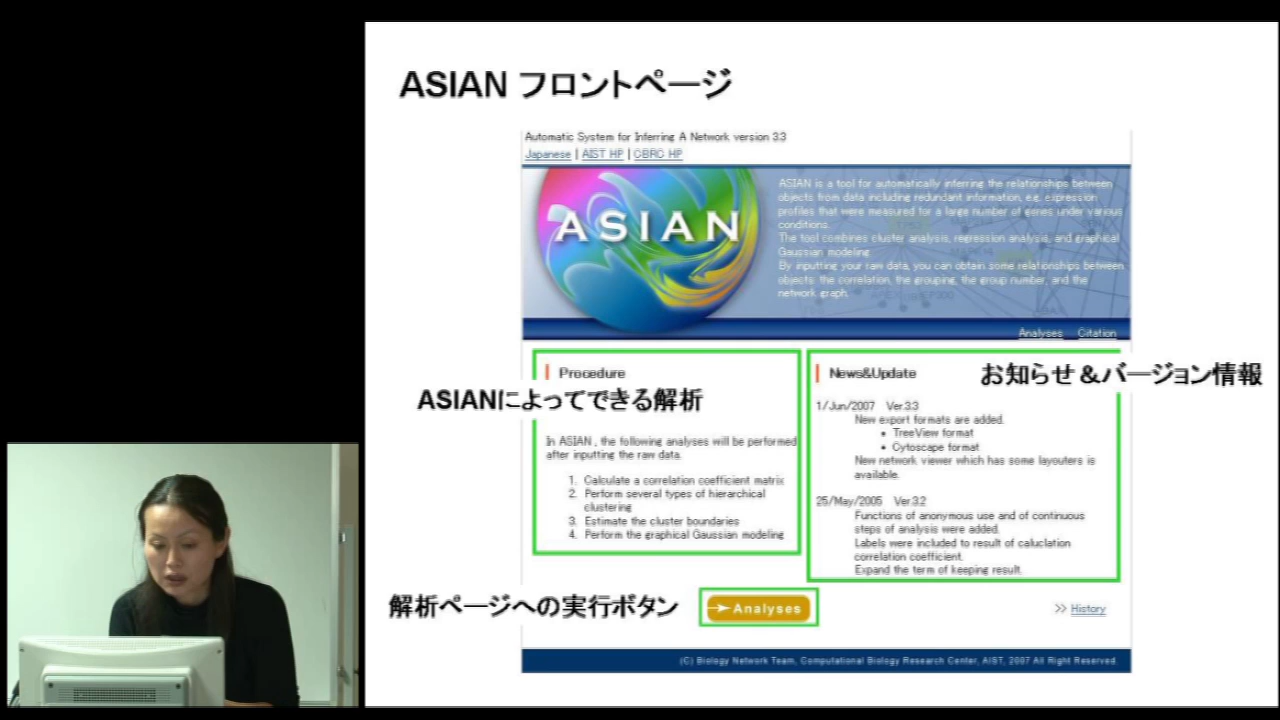 ASIAN フロントページ
Automatic System for Inferring A Network version 3.3
Japanese | AIST HP | CBRC HP
ASIAN
ASIAN is a tool for automatically inferring the relationships between
objects from data including redundant information, e.g. expression
profiles that were measured for a large number of genes under various
conditions.
The tool combines cluster analysis, regression analysis, and graphical
Gaussian modeling.
By inputting your raw data, you can obtain some relationships between
objects: the correlation, the grouping, the group number, and the
network graph.
Analyses Citation
Procedure
ASIANによってできる解析
In ASIAN , the following analyses will be performed
after inputting the raw data.
1. Calculate a correlation coefficient matrix
2. Perform several types of hierarchical
clustering
3. Estimate the cluster boundaries
4. Perform the graphical Gaussian modeling
News&Update
お知らせ＆バージョン情報
1/Jun/2007 Ver.3.3
New export formats are added.
• TreeView format
• Cytoscape format
New network viewer which has some layouters is
available.
25/May/2005 Ver.3.2
Functions of anonymous use and of continuous
steps of analysis were added.
Labels were included to result of caluclation
correlation coefficient.
Expand the term of keeping result.
解析ページへの実行ボタン
Analyses
>> History
(C) Biology Network Team, Computational Biology Research Center, AIST, 2007 All Right Reserved.